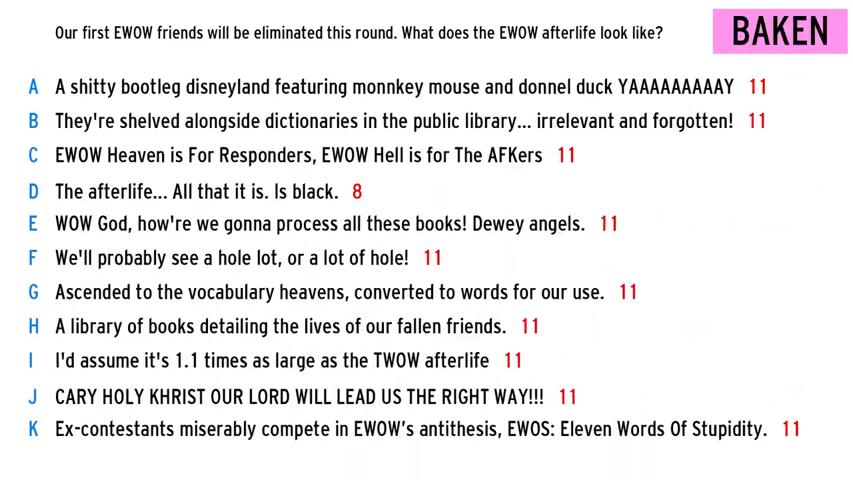 Our first EWOW friends will be eliminated this round. What does the EWOW afterlife look like?
BAKEN
A A shitty bootleg disneyland featuring monnkey mouse and donnel duck YAAAAAAAAAY 11
B They're shelved alongside dictionaries in the public library... irrelevant and forgotten! 11
C EWOW Heaven is For Responders, EWOW Hell is for The AFKers 11
D The afterlife... All that it is. Is black. 8
E WOW God, how're we gonna process all these books! Dewey angels. 11
F We'll probably see a hole lot, or a lot of hole! 11
G Ascended to the vocabulary heavens, converted to words for our use. 11
H A library of books detailing the lives of our fallen friends. 11
I I'd assume it's 1.1 times as large as the TWOW afterlife 11
J CARY HOLY KHRIST OUR LORD WILL LEAD US THE RIGHT WAY!!! 11
K Ex-contestants miserably compete in EWOW's antithesis, EWOS: Eleven Words Of Stupidity. 11